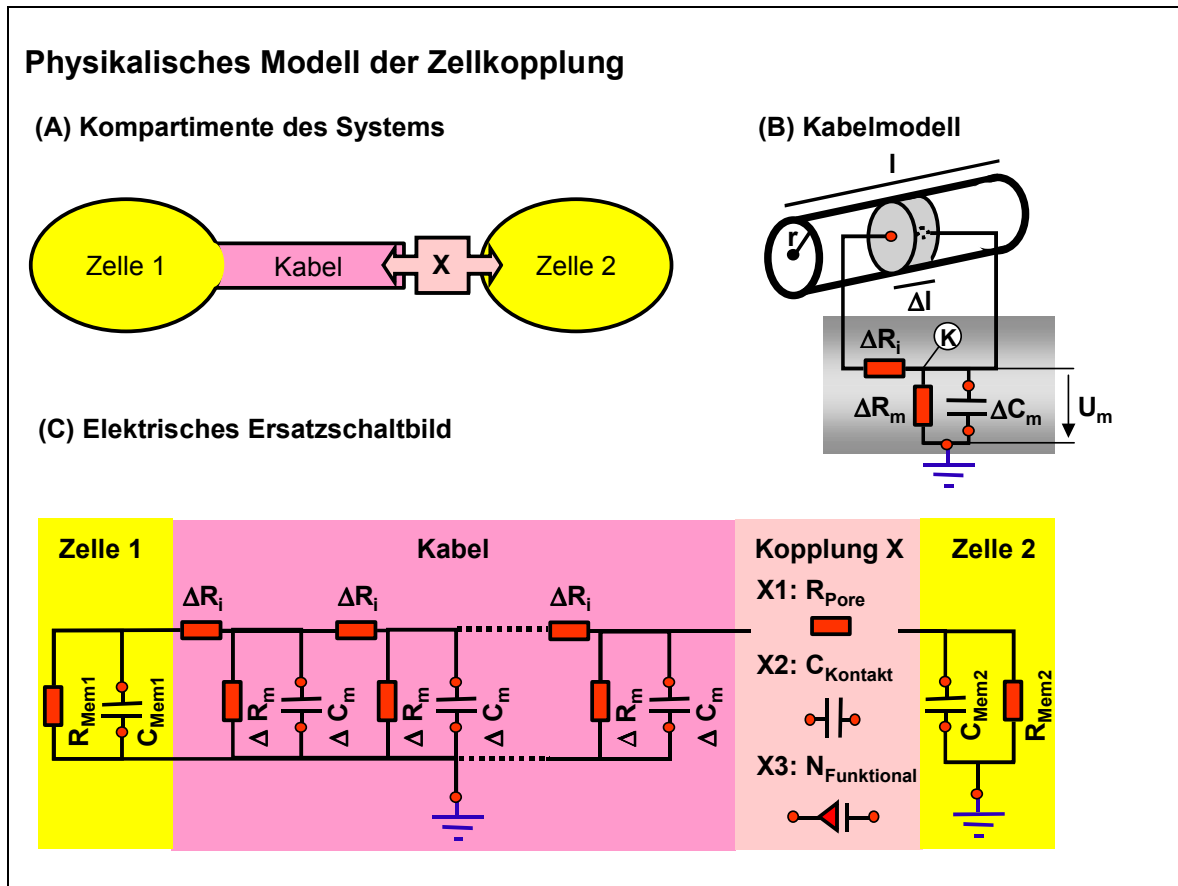 Physikalisches Modell der Zellkopplung
(A) Kompartimente des Systems
(B) Kabelmodell
l
r
Δl
Zelle 1
Kabel
X
Zelle 2
ΔRi
K
ΔRm
ΔCm
Um
(C) Elektrisches Ersatzschaltbild
Zelle 1
Kabel
Kopplung X
Zelle 2
ΔRi
ΔRi
ΔRi
X1: RPore
X2: CKontakt
X3: NFunktional
RMem1
CMem1
Δ Rm
Δ Cm
Δ Rm
Δ Cm
Δ Rm
Δ Cm
CMem2
RMem2